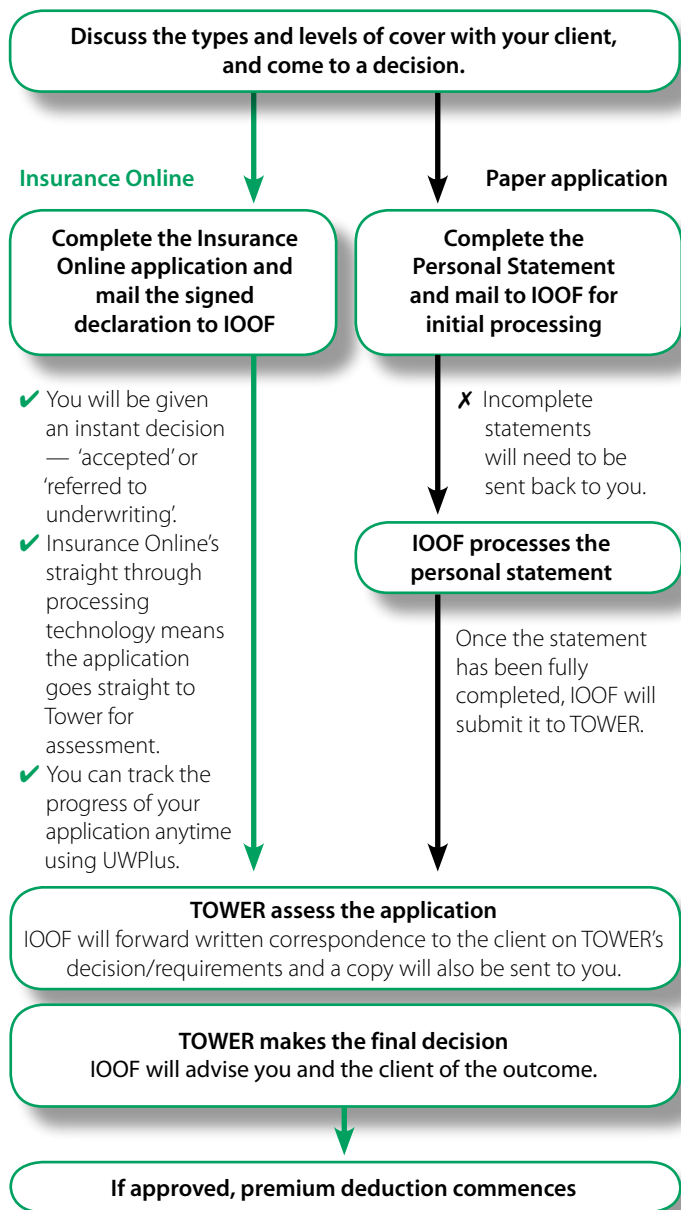 Discuss the types and levels of cover with your client,
and come to a decision.
Insurance Online
Paper application
Complete the Insurance
Online application and
mail the signed
declaration to IOOF
Complete the
Personal Statement
and mail to IOOF for
initial processing
✔ You will be given
an instant decision
— ‘accepted’ or
‘referred to
underwriting’.
✔ Insurance Online’s
straight through
processing
technology means
the application
goes straight to
Tower for
assessment.
✔ You can track the
progress of your
application anytime
using UWPlus.
✗ Incomplete
statements
will need to be
sent back to you.
IOOF processes the
personal statement
Once the statement
has been fully
completed, IOOF will
submit it to TOWER.
TOWER assess the application
IOOF will forward written correspondence to the client on TOWER’s
decision/requirements and a copy will also be sent to you.
TOWER makes the final decision
IOOF will advise you and the client of the outcome.
If approved, premium deduction commences